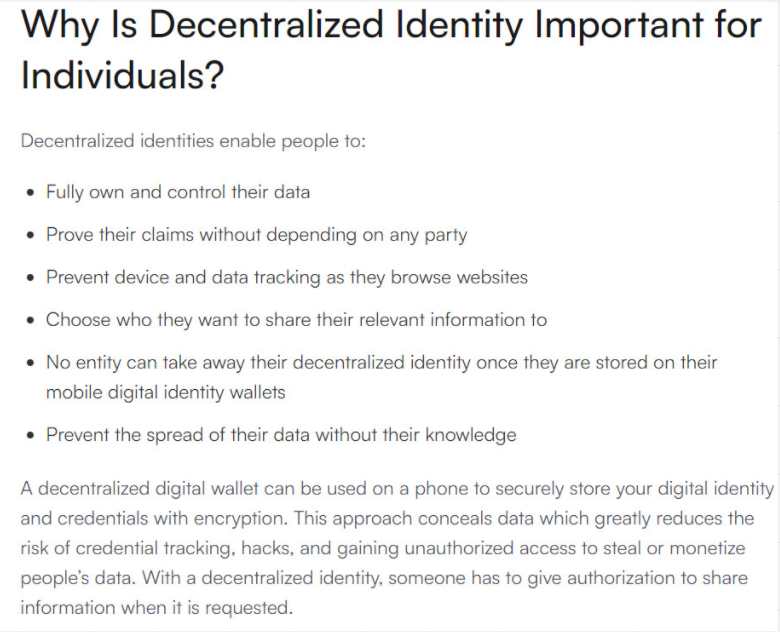 Why Is Decentralized Identity Important for
Individuals?
Decentralized identities enable people to:
• Fully own and control their data
• Prove their claims without depending on any party
• Prevent device and data tracking as they browse websites
• Choose who they want to share their relevant information to
• No entity can take away their decentralized identity once they are stored on their
mobile digital identity wallets
• Prevent the spread of their data without their knowledge
A decentralized digital wallet can be used on a phone to securely store your digital identity
and credentials with encryption. This approach conceals data which greatly reduces the
risk of credential tracking, hacks, and gaining unauthorized access to steal or monetize
people’s data. With a decentralized identity, someone has to give authorization to share
information when it is requested.